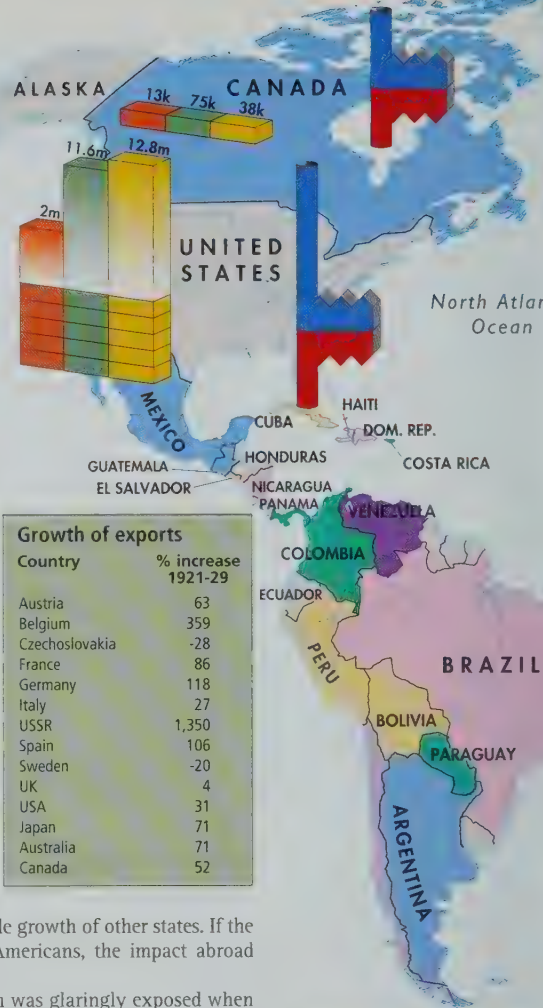 ALASKA
CANADA
13k 75k 38k
2m 11.6m 12.8m
UNITED
STATES
North Atlan
Ocean
MEXICO
CUBA
HAITI
DOM. REP.
COSTA RICA
GUATEMALA
HONDURAS
EL SALVADOR
NICARAGUA
PANAMA
VENEZUELA
COLOMBIA
ECUADOR
PERU
BRAZIL
BOLIVIA
PARAGUAY
ARGENTINA
Growth of exports
Country % increase
1921-29
Austria 63
Belgium 359
Czechoslovakia -28
France 86
Germany 118
Italy 27
USSR 1,350
Spain 106
Sweden -20
UK 4
USA 31
Japan 71
Australia 71
Canada 52
le growth of other states. If the
Americans, the impact abroad
n was glaringly exposed when